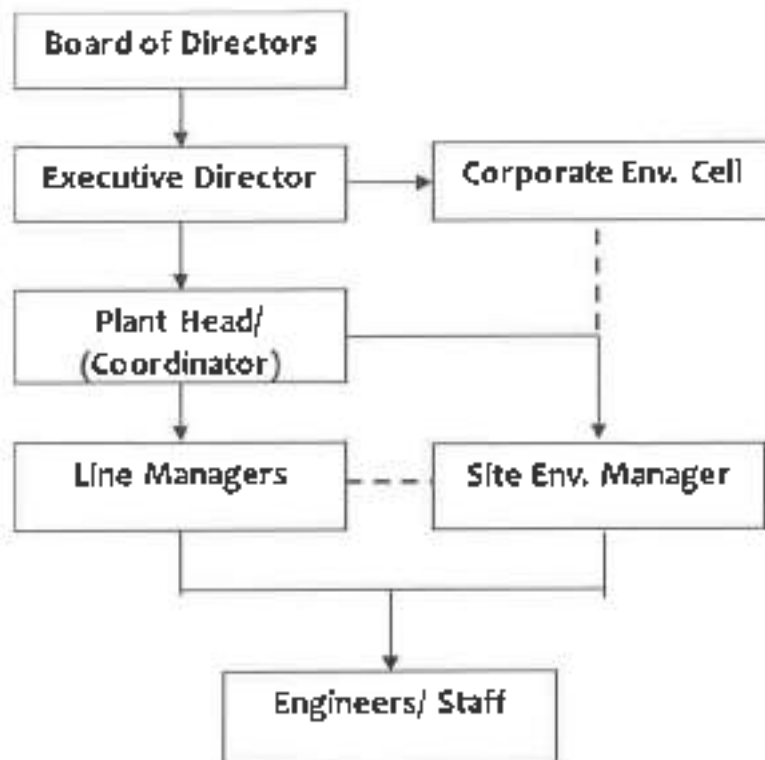 Board of Directors
Executive Director
Corporate Env. Cell
Plant Head/
(Coordinator)
Line Managers
Site Env. Manager
Engineers/ Staff